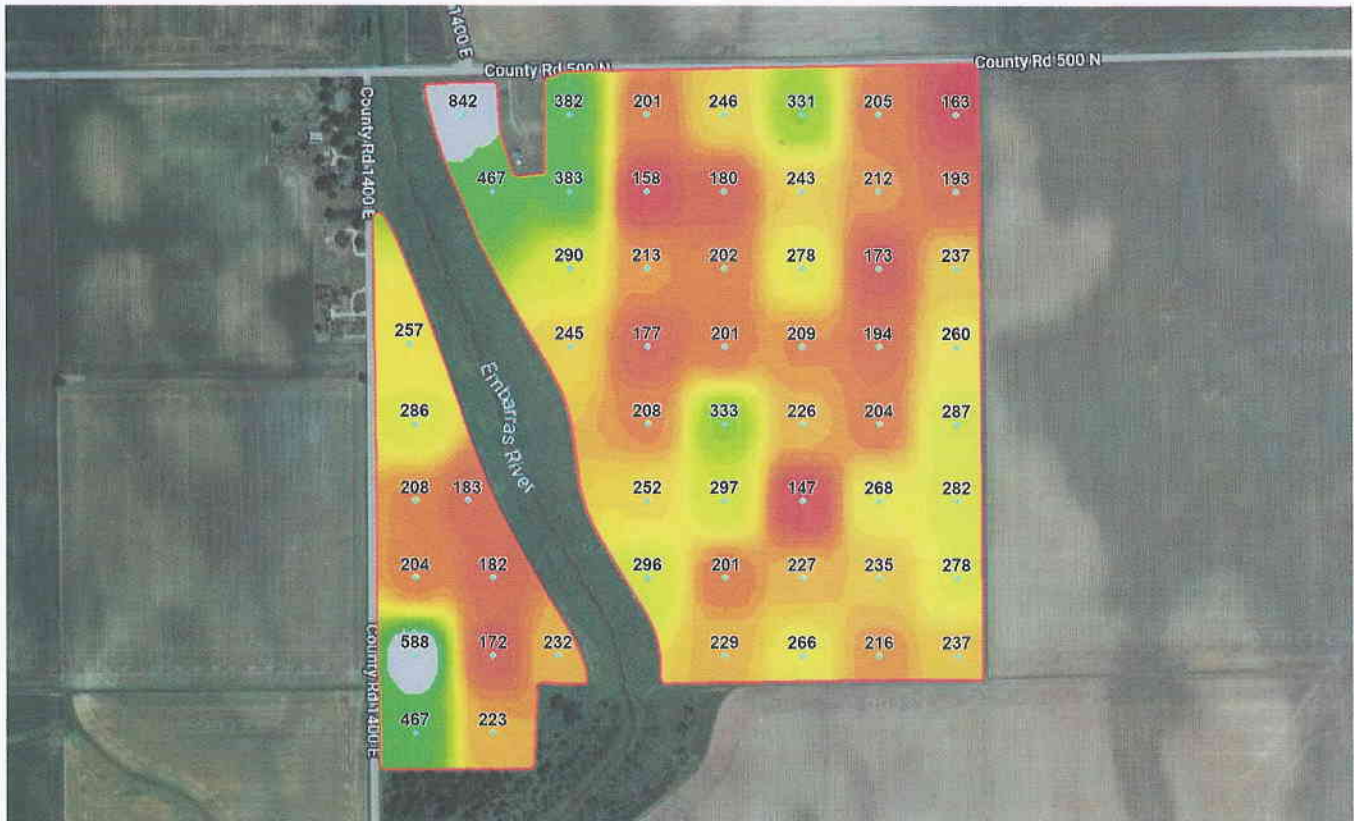 1400 E
County Rd 500 N
County Rd 500 N
842 382 201 246 331 205 163
County Rd 1400 E
467 383 158 180 243 212 193
290 213 202 278 173 237
257 245 177 201 209 194 260
286 208 333 226 204 287
Embarras River
208 183 252 297 147 268 282
204 182 296 201 227 235 278
588 172 232 229 266 216 237
County Rd 1400 E
467 223